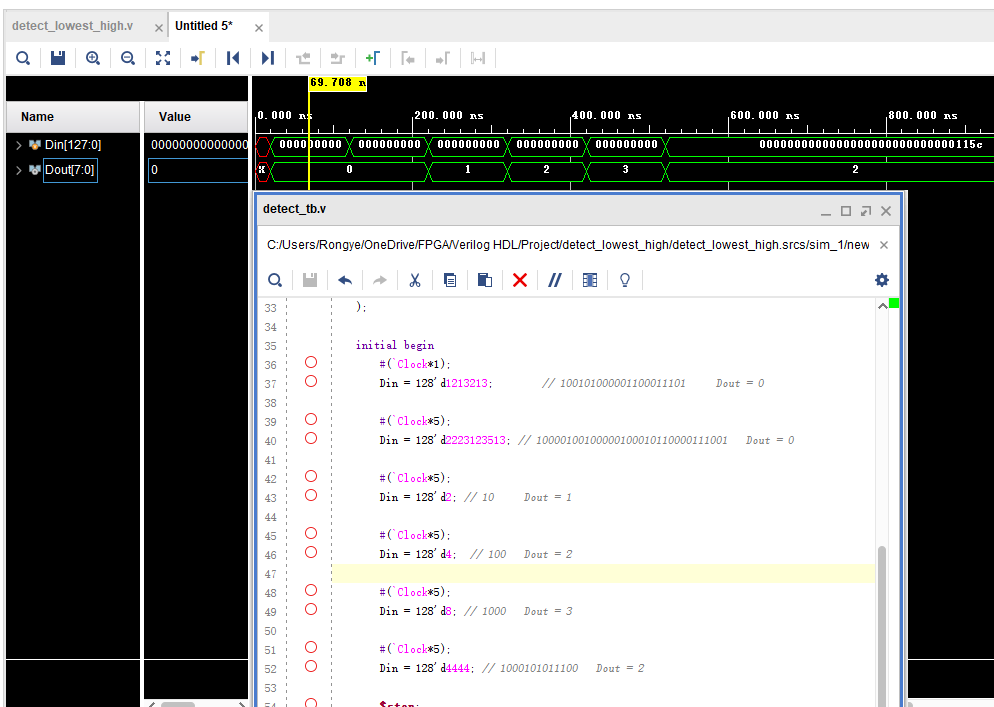 detect_lowest_high.v
Untitled 5*
69.708 n
Name
Value
0.000 ns
200.000 ns
400.000 ns
600.000 ns
800.000 ns
Din[127:0]
00000000000000
000000000
000000000
000000000
000000000
000000000
0000000000000000000000000000115c
Dout[7:0]
0
X
0
1
2
3
2
detect_tb.v
C:/Users/Rongye/OneDrive/FPGA/Verilog HDL/Project/detect_lowest_high/detect_lowest_high.srcs/sim_1/new
33 );
34
35 initial begin
36 #(`Clock*1);
37 Din = 128'd1213213; // 100101000001100011101 Dout = 0
38
39 #(`Clock*5);
40 Din = 128'd2223123513; // 10000100100000100010110000111001 Dout = 0
41
42 #(`Clock*5);
43 Din = 128'd2; // 10 Dout = 1
44
45 #(`Clock*5);
46 Din = 128'd4; // 100 Dout = 2
47
48 #(`Clock*5);
49 Din = 128'd8; // 1000 Dout = 3
50
51 #(`Clock*5);
52 Din = 128'd4444; // 1000101011100 Dout = 2
53
54 $stop;